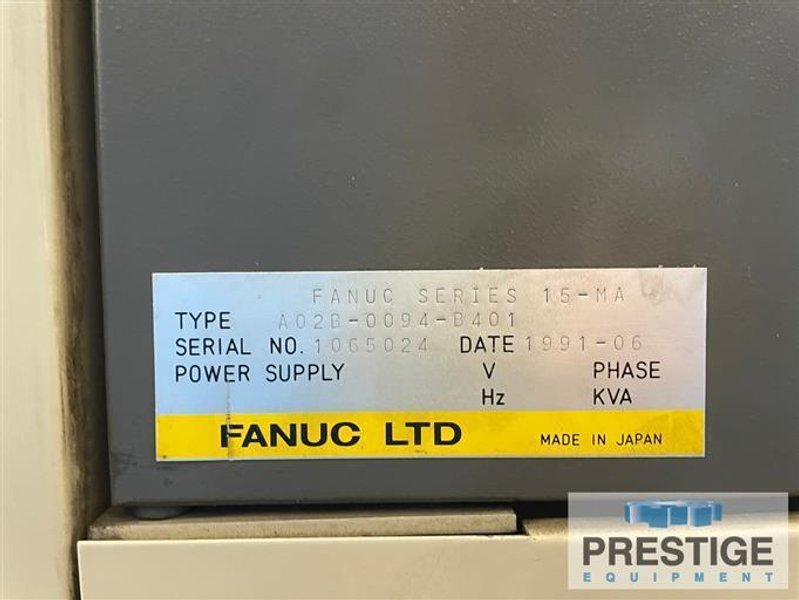 FANUC SERIES 15-MA
TYPE A02B-0094-B401
SERIAL NO. 1065024 DATE 1991-06
POWER SUPPLY V PHASE
Hz KVA
FANUC LTD MADE IN JAPAN
PRESTIGE
EQUIPMENT